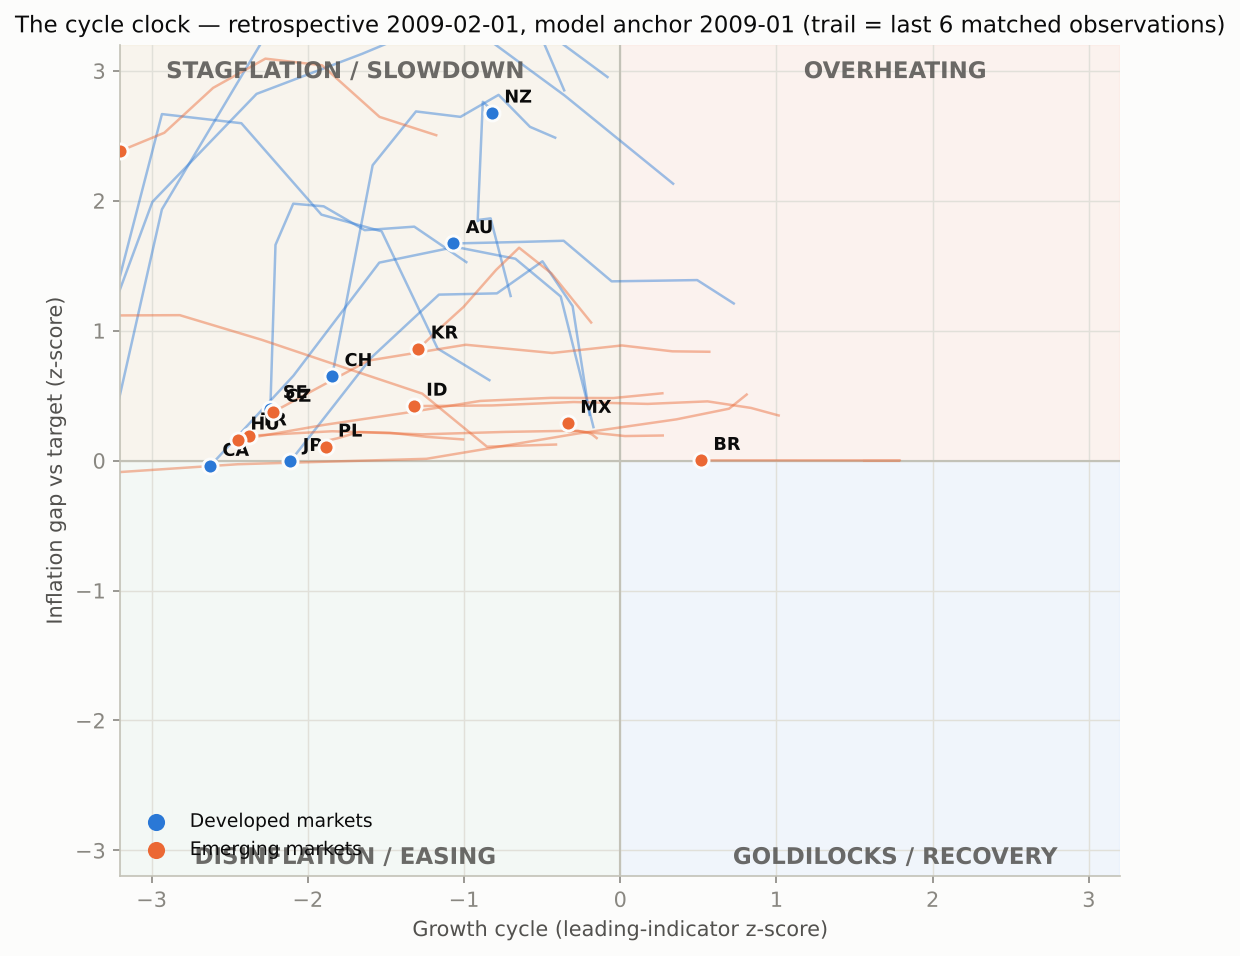 The cycle clock — retrospective 2009-02-01, model anchor 2009-01 (trail = last 6 matched observations)
STAGFLATION / SLOWDOWN
OVERHEATING
NZ
AU
KR
CH
SE
CZ
ID
MX
HU
PL
BR
CA
JP
Inflation gap vs target (z-score)
3
2
1
0
−1
−2
−3
Developed markets
Emerging markets
DISINFLATION / EASING
GOLDILOCKS / RECOVERY
−3
−2
−1
0
1
2
3
Growth cycle (leading-indicator z-score)